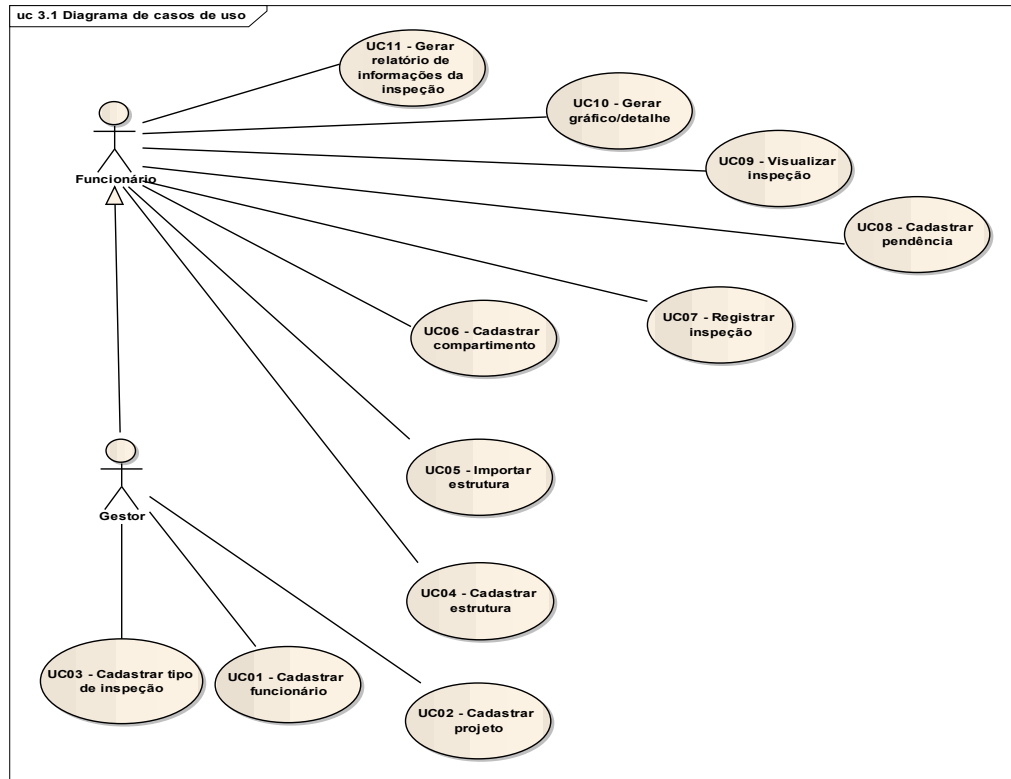 uc 3.1 Diagrama de casos de uso
UC11 - Gerar
relatório de
informações da
inspeção
UC10 - Gerar
gráfico/detalhe
UC09 - Visualizar
inspeção
Funcionário
UC08 - Cadastrar
pendência
UC07 - Registrar
inspeção
UC06 - Cadastrar
compartimento
UC05 - Importar
estrutura
Gestor
UC04 - Cadastrar
estrutura
UC03 - Cadastrar tipo
de inspeção
UC01 - Cadastrar
funcionário
UC02 - Cadastrar
projeto